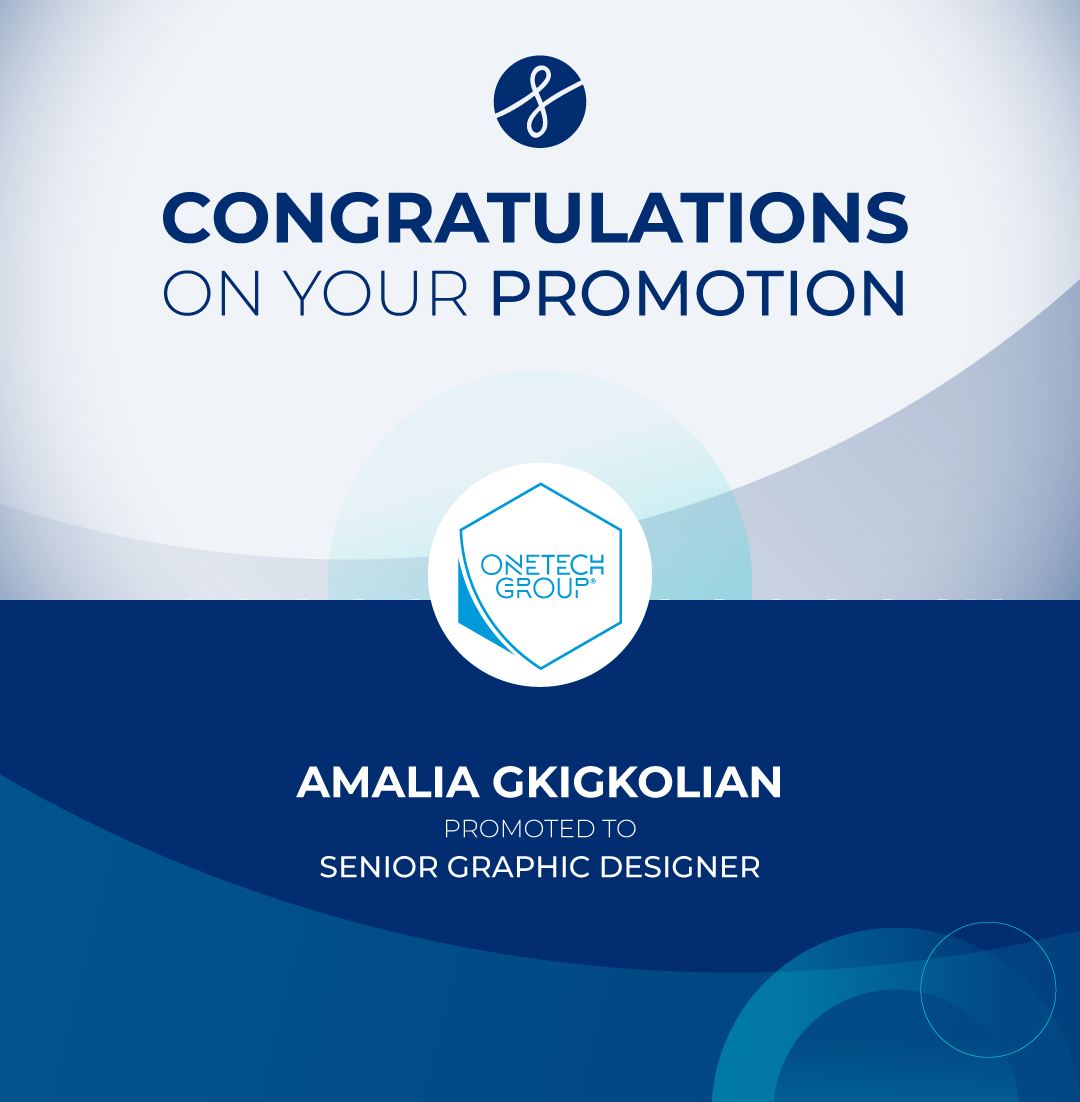 CONGRATULATIONS
ON YOUR PROMOTION
ONETECH
GROUP®
AMALIA GKIGKOLIAN
PROMOTED TO
SENIOR GRAPHIC DESIGNER